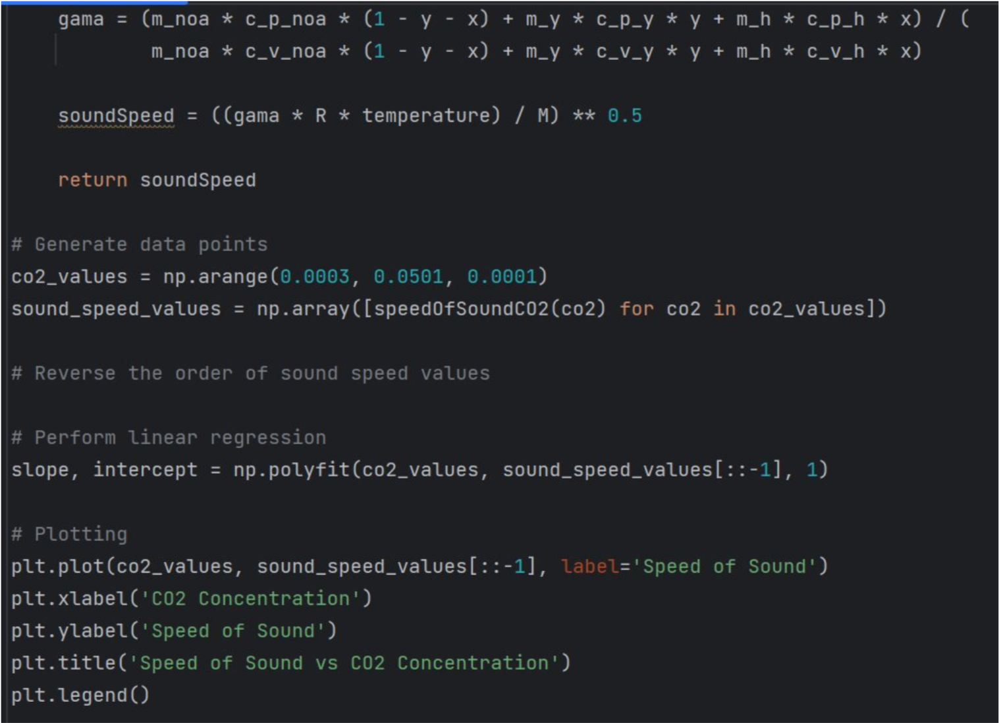 gama = (m_noa * c_p_noa * (1 - y - x) + m_y * c_p_y * y + m_h * c_p_h * x) / (
m_noa * c_v_noa * (1 - y - x) + m_y * c_v_y * y + m_h * c_v_h * x)
soundSpeed = ((gama * R * temperature) / M) ** 0.5
return soundSpeed
# Generate data points
co2_values = np.arange(0.0003, 0.0501, 0.0001)
sound_speed_values = np.array([speedOfSoundCO2(co2) for co2 in co2_values])
# Reverse the order of sound speed values
# Perform linear regression
slope, intercept = np.polyfit(co2_values, sound_speed_values[::-1], 1)
# Plotting
plt.plot(co2_values, sound_speed_values[::-1], label='Speed of Sound')
plt.xlabel('CO2 Concentration')
plt.ylabel('Speed of Sound')
plt.title('Speed of Sound vs CO2 Concentration')
plt.legend()